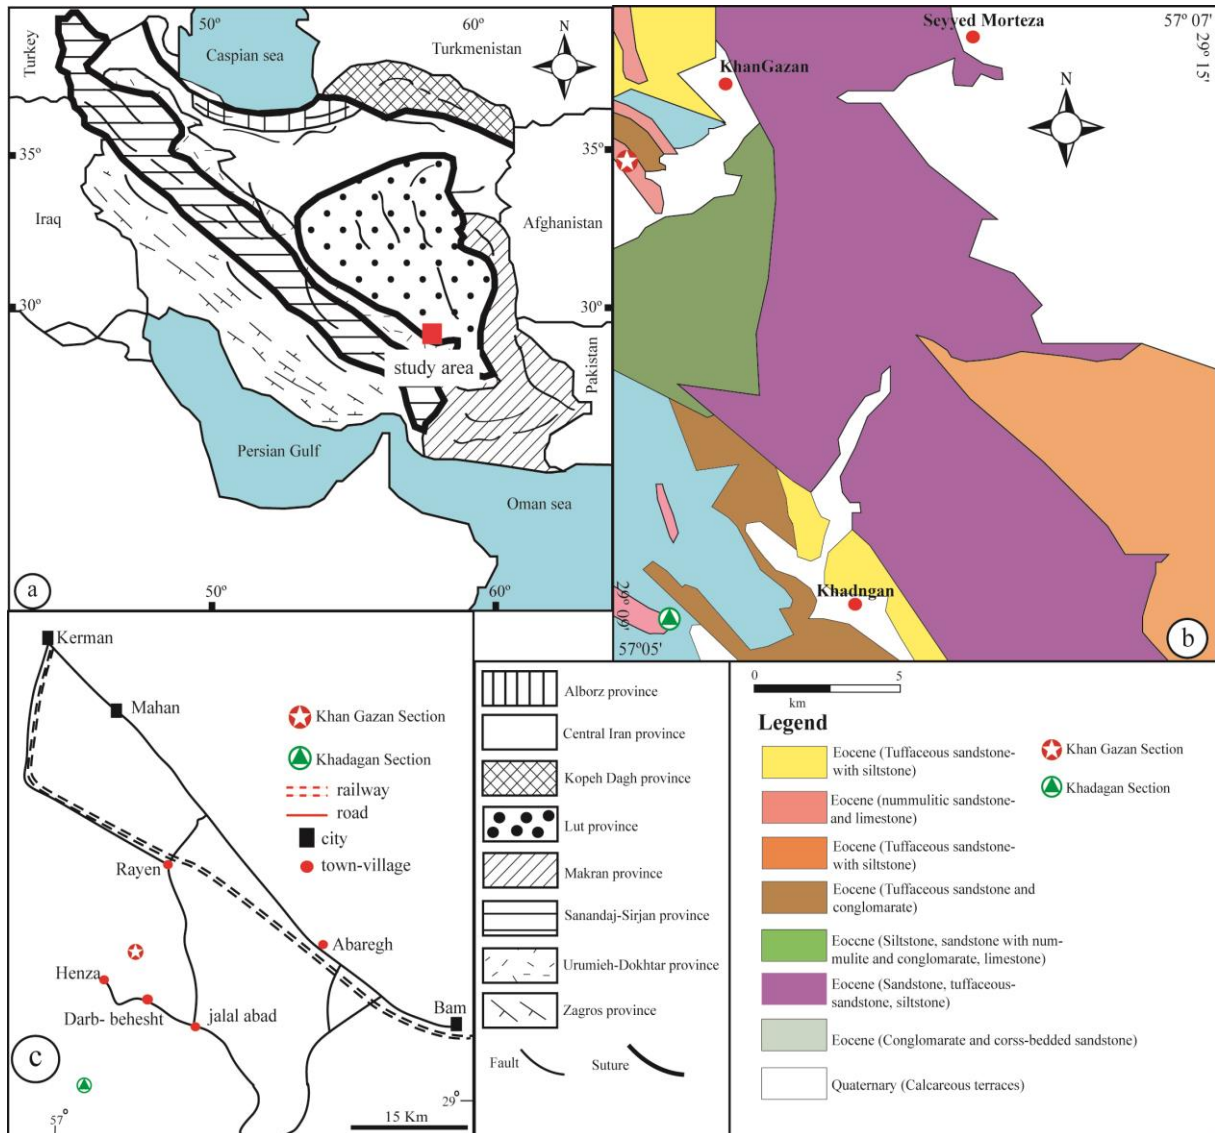 50º
60º
Turkey
Caspian sea
Turkmenistan
N
35º
Iraq
Afghanistan
30º
study area
Pakistan
Persian Gulf
Oman sea
50º
60º
a
Seyyed Morteza
57º 07'
29º 15'
KhanGazan
N
35º
30º
29º 09'
Khadngan
57º05'
b
Kerman
Mahan
Khan Gazan Section
Khadagan Section
railway
road
city
town-village
Rayen
Abaregh
Henza
Darb- behesht
jalal abad
Bam
c
57º
29º
15 Km
Alborz province
Central Iran province
Kopeh Dagh province
Lut province
Makran province
Sanandaj-Sirjan province
Urumieh-Dokhtar province
Zagros province
Fault
Suture
0
5
km
Legend
Eocene (Tuffaceous sandstone-
with siltstone)
Eocene (nummulitic sandstone-
and limestone)
Eocene (Tuffaceous sandstone-
with siltstone)
Eocene (Tuffaceous sandstone and
conglomarate)
Eocene (Siltstone, sandstone with num-
mulite and conglomarate, limestone)
Eocene (Sandstone, tuffaceous-
sandstone, siltstone)
Eocene (Conglomarate and corss-bedded sandstone)
Quaternary (Calcareous terraces)
Khan Gazan Section
Khadagan Section